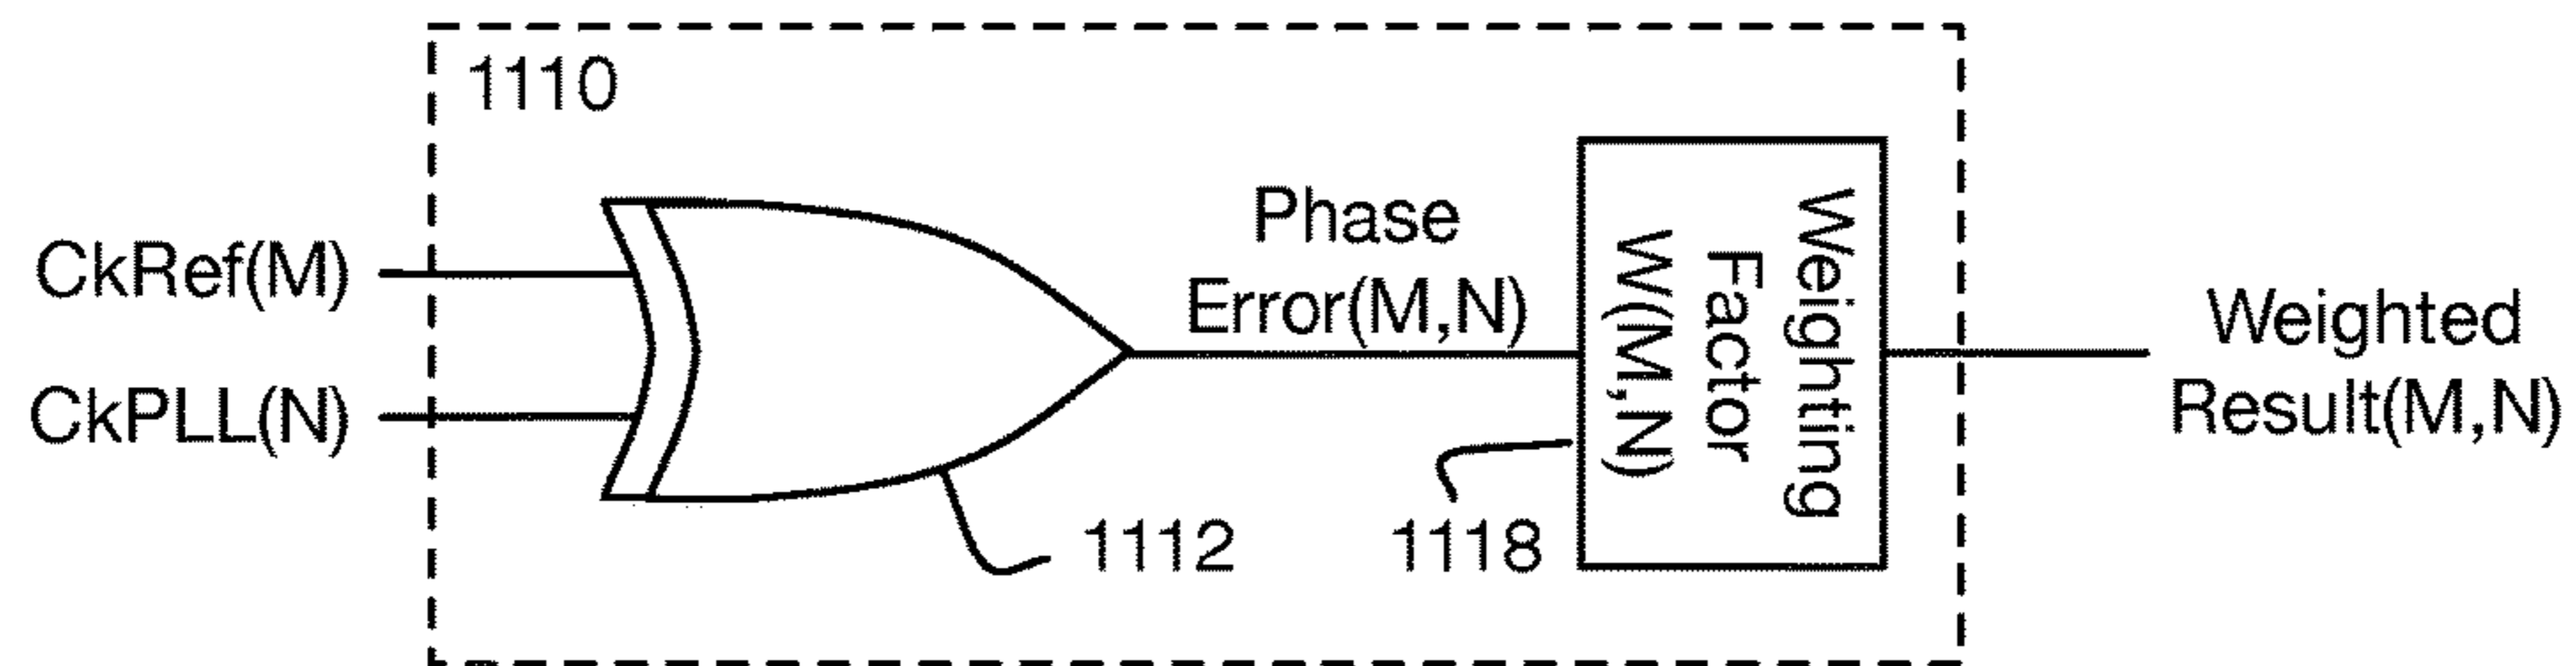 1110
CkRef(M)
CkPLL(N)
Phase
Error(M,N)
1112
1118
Weighting
Factor
W(M,N)
Weighted
Result(M,N)